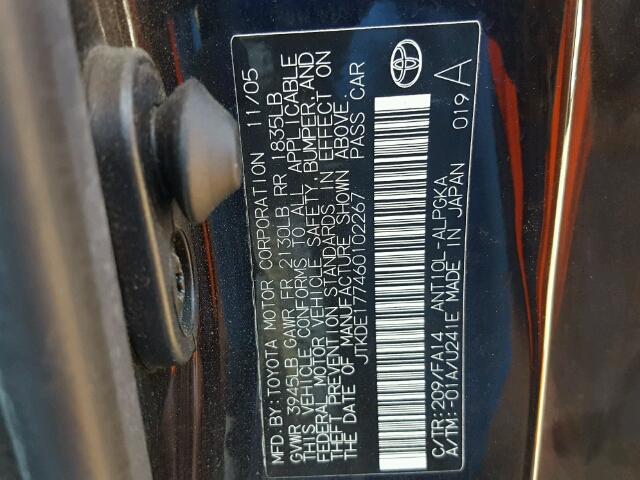 MFD.BY:TOYOTA MOTOR CORPORATION 11/05
GVWR 3945LB GAWR FR 2130LB RR 1835LB
THIS VEHICLE CONFORMS TO ALL APPLICABLE
FEDERAL MOTOR VEHICLE SAFETY, BUMPER, AND
THEFT PREVENTION STANDARDS IN EFFECT ON
THE DATE OF MANUFACTURE SHOWN ABOVE.
JTKDE177460102267 PASS CAR
C/TR:209/FA14 ANT10L-ALPGKA
A/TM:-01A/U241E MADE IN JAPAN 019A